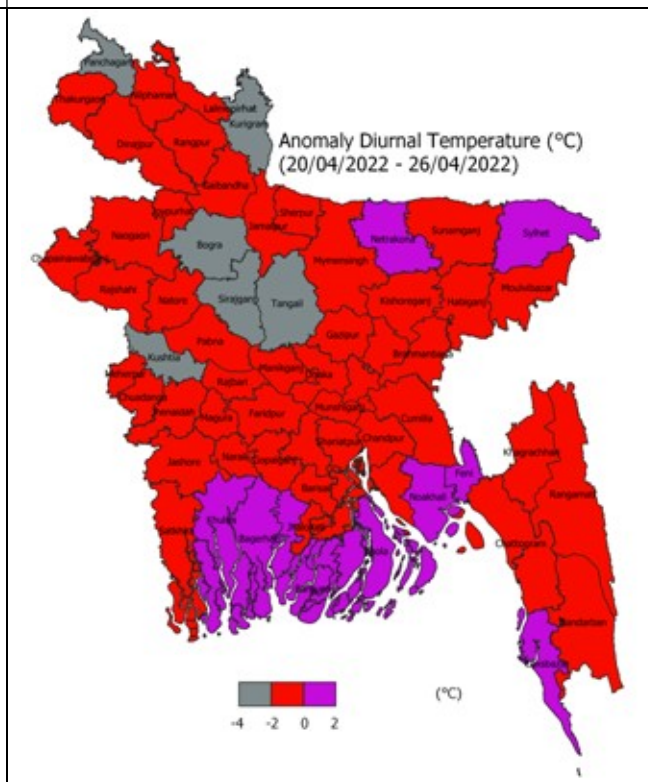 Panchagarh
Thakurgaon
Nilphamari
Lalmonirhat
Kurigram
Dinajpur
Rangpur
Anomaly Diurnal Temperature (°C)
(20/04/2022 - 26/04/2022)
Gaibandha
Joypurhat
Sherpur
Jamalpur
Naogaon
Bogra
Mymensingh
Netrakona
Sunamganj
Sylhet
Chapainawabganj
Rajshahi
Natore
Sirajganj
Tangail
Kishoreganj
Habiganj
Moulvibazar
Gazipur
Pabna
Kushtia
Brahmanbaria
Meherpur
Chuadanga
Rajbari
Manikganj
Dhaka
Jhenaidah
Magura
Faridpur
Munshiganj
Cumilla
Shariatpur
Chandpur
Khagrachhari
Jashore
Narail
Gopalganj
Feni
Rangamati
Barisal
Noakhali
Satkhira
Khulna
Bagerhat
Bhola
Chattogram
Bandarban
-4 -2 0 2
(°C)